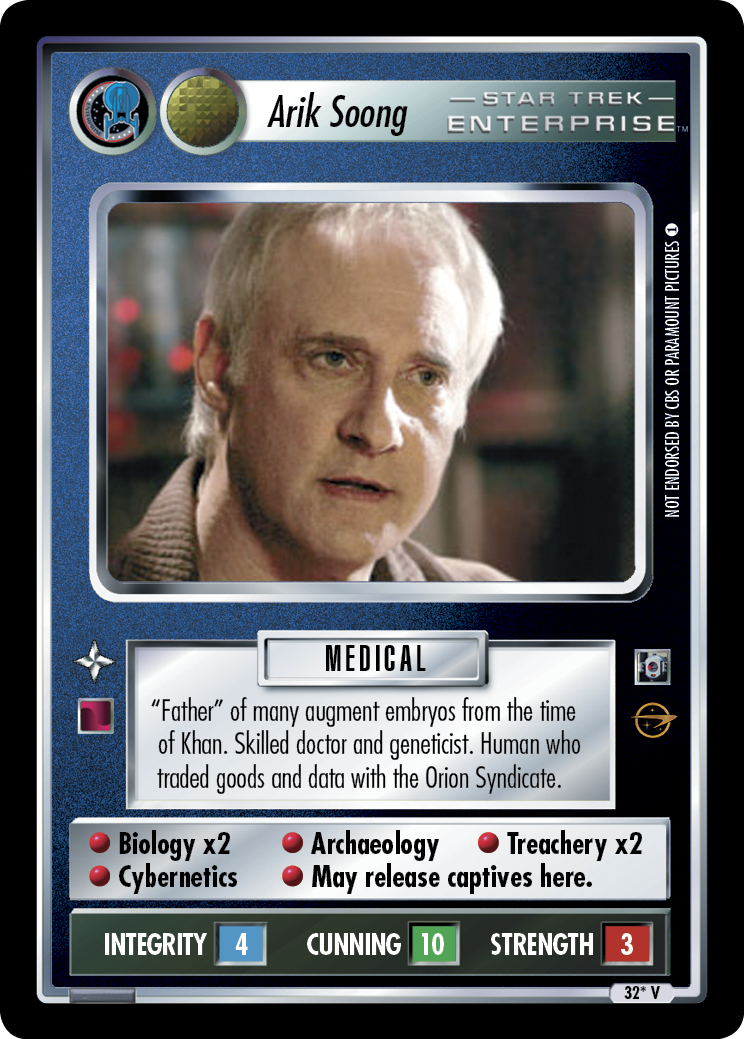 Arik Soong
STAR TREK
ENTERPRISE™
NOT ENDORSED BY CBS OR PARAMOUNT PICTURES 1
MEDICAL
“Father” of many augment embryos from the time
of Khan. Skilled doctor and geneticist. Human who
traded goods and data with the Orion Syndicate.
Biology x2 Archaeology Treachery x2
Cybernetics May release captives here.
INTEGRITY 4 CUNNING 10 STRENGTH 3
32* V